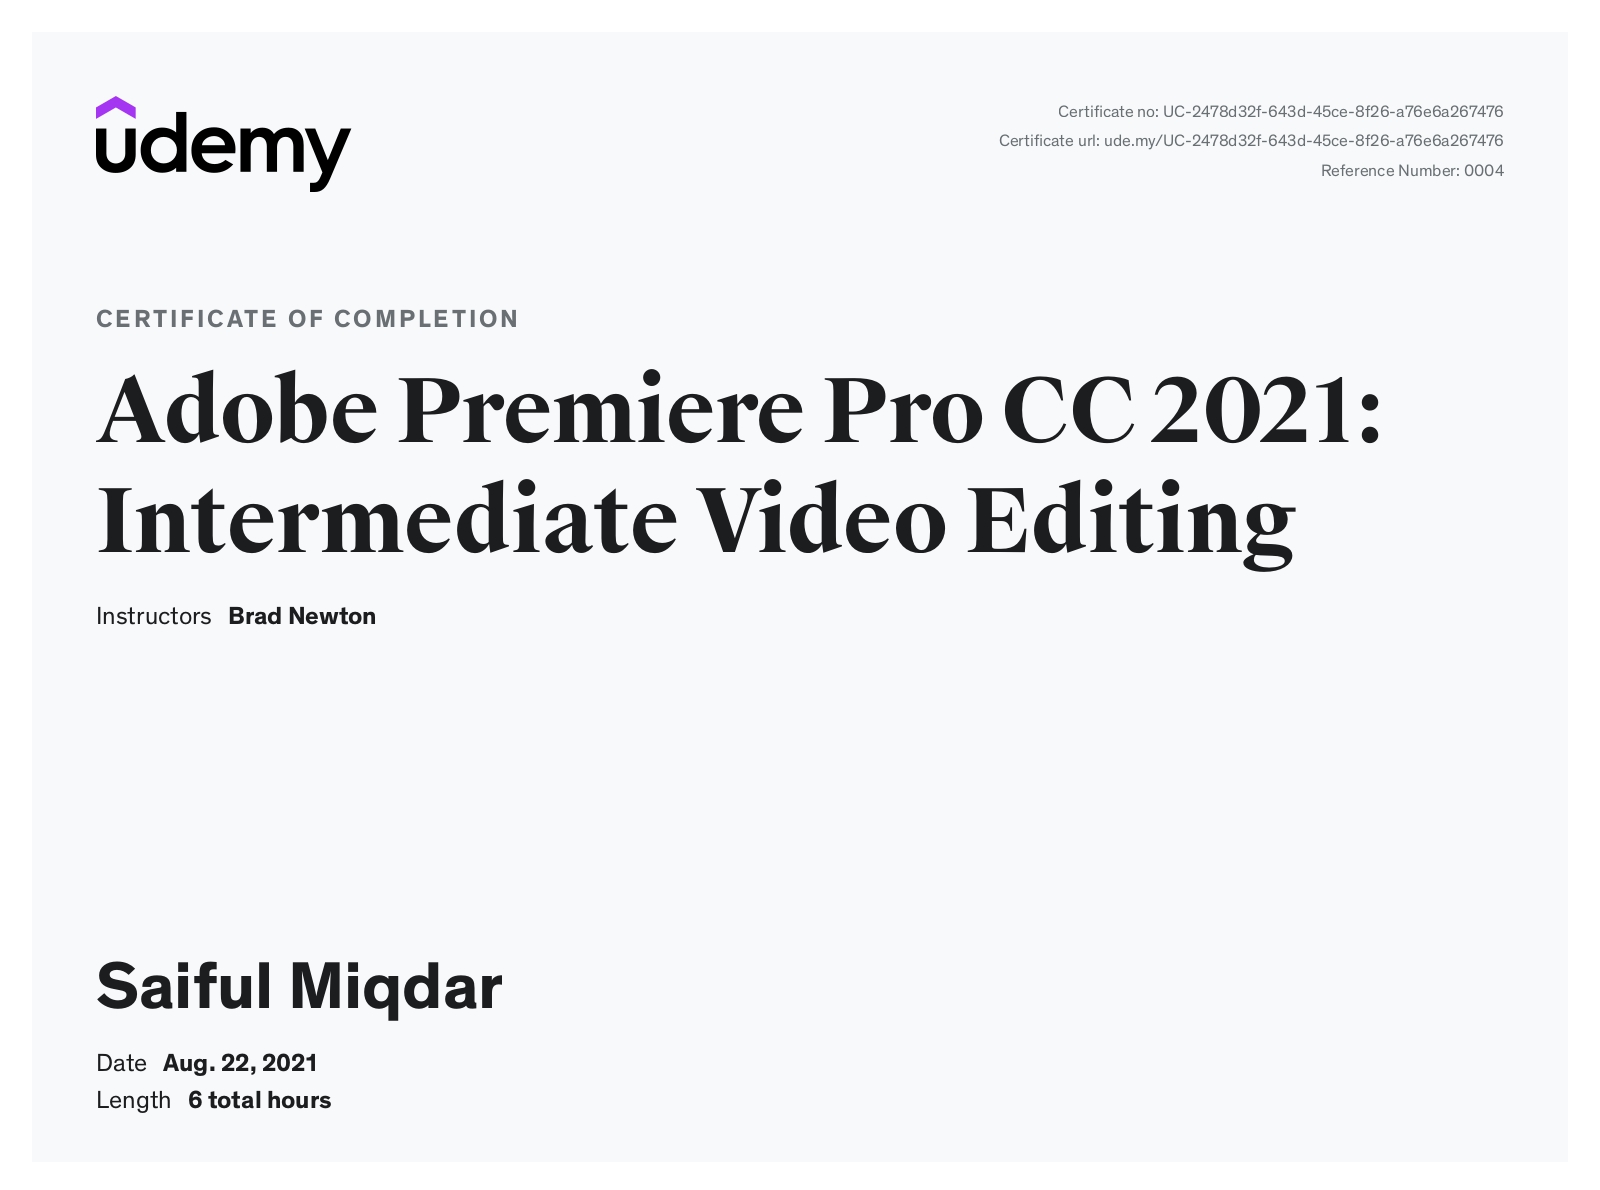 udemy
Certificate no: UC-2478d32f-643d-45ce-8f26-a76e6a267476
Certificate url: ude.my/UC-2478d32f-643d-45ce-8f26-a76e6a267476
Reference Number: 0004
CERTIFICATE OF COMPLETION
Adobe Premiere Pro CC 2021:
Intermediate Video Editing
Instructors Brad Newton
Saiful Miqdar
Date Aug. 22, 2021
Length 6 total hours